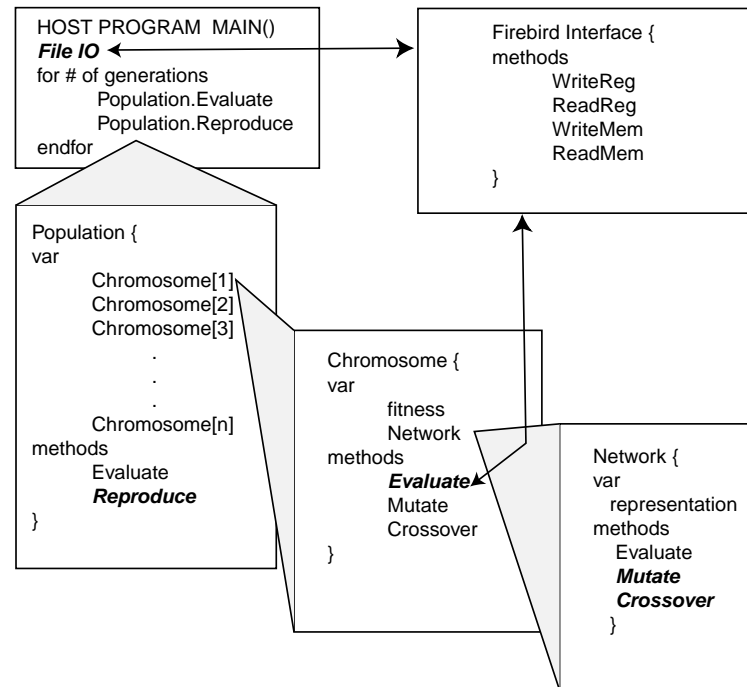 HOST PROGRAM MAIN()
File IO
for # of generations
Population.Evaluate
Population.Reproduce
endfor
Firebird Interface {
methods
WriteReg
ReadReg
WriteMem
ReadMem
}
Population {
var
Chromosome[1]
Chromosome[2]
Chromosome[3]
.
.
.
Chromosome[n]
methods
Evaluate
Reproduce
}
Chromosome {
var
fitness
Network
methods
Evaluate
Mutate
Crossover
}
Network {
var
representation
methods
Evaluate
Mutate
Crossover
}